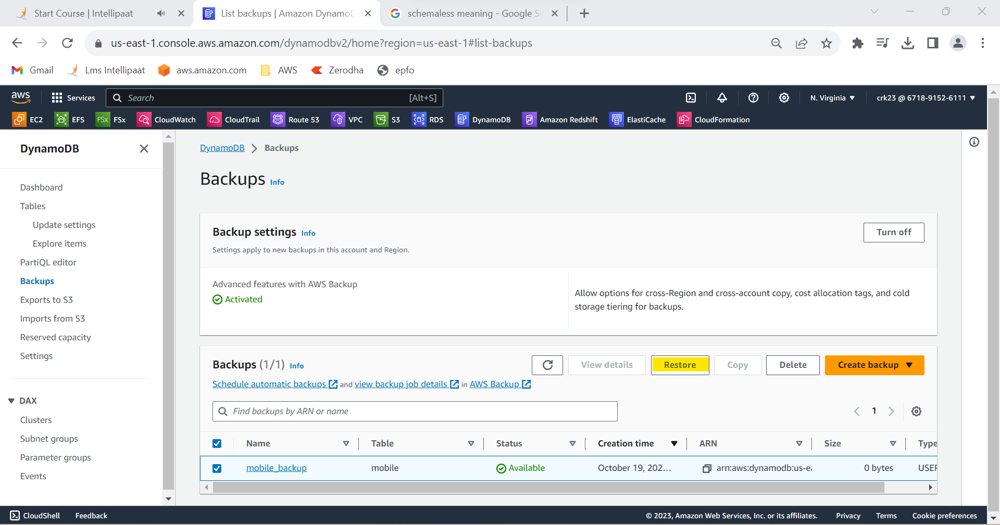 Start Course | Intellipaat
List backups | Amazon DynamoD
schemaless meaning - Google S
us-east-1.console.aws.amazon.com/dynamodbv2/home?region=us-east-1#list-backups
Gmail
Lms Intellipaat
aws.amazon.com
AWS
Zerodha
epfo
aws
Services
Search
[Alt+S]
N. Virginia
crk23 @ 6718-9152-6111
EC2
EFS
FSx FSx
CloudWatch
CloudTrail
Route 53
VPC
S3
RDS
DynamoDB
Amazon Redshift
ElastiCache
CloudFormation
DynamoDB
Dashboard
Tables
Update settings
Explore items
PartiQL editor
Backups
Exports to S3
Imports from S3
Reserved capacity
Settings
DAX
Clusters
Subnet groups
Parameter groups
Events
DynamoDB > Backups
Backups Info
Backup settings Info
Turn off
Settings apply to new backups in this account and Region.
Advanced features with AWS Backup
Activated
Allow options for cross-Region and cross-account copy, cost allocation tags, and cold
storage tiering for backups.
Backups (1/1) Info
View details
Restore
Copy
Delete
Create backup
Schedule automatic backups and view backup job details in AWS Backup
Find backups by ARN or name
1
Name
Table
Status
Creation time
ARN
Size
Type
mobile_backup
mobile
Available
October 19, 202...
arn:aws:dynamodb:us-ea
0 bytes
USER
CloudShell
Feedback
© 2023, Amazon Web Services, Inc. or its affiliates.
Privacy
Terms
Cookie preferences